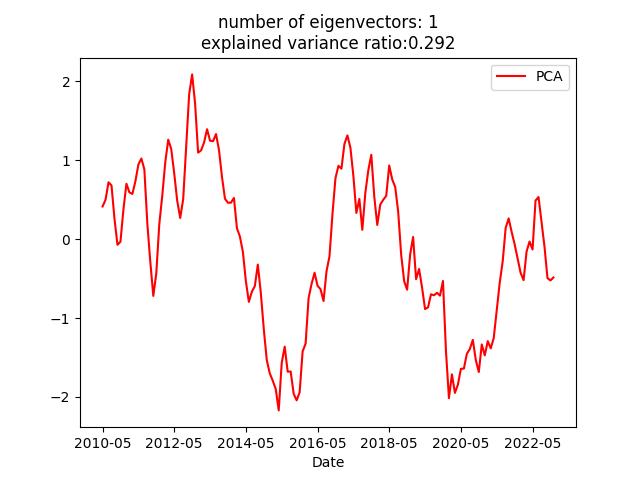 number of eigenvectors: 1
explained variance ratio:0.292
PCA
2
1
0
−1
−2
2010-05 2012-05 2014-05 2016-05 2018-05 2020-05 2022-05
Date